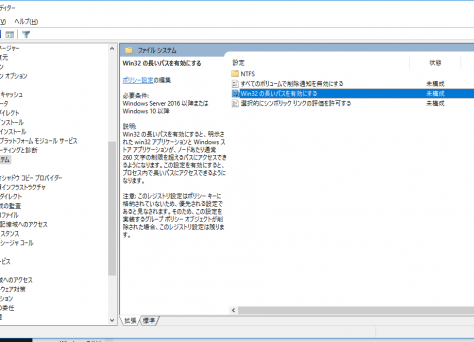 ディター
(V) ヘルプ(H)
ージャー
復元
ン
ン オプション
キャッシュ
ータ
ドレクト
インストール
インストール
プラットフォーム モジュール サービス
ーティングと診断
ステム
シャドウ コピー プロバイダー
インフラストラクチャ
ドライブ
状の監査
ロファイル
記憶域へのアクセス
スタンス
ーシージャ コール
ービス
域へのアクセス
ウェア対策
ーション
の委任
ファイル システム
Win32 の長いパスを有効にする
ポリシー設定の編集
必要条件:
Windows Server 2016 以降または
Windows 10 以降
説明:
Win32 の長いパスを有効にすると、明示さ
れた win32 アプリケーションと Windows ス
トア アプリケーションが、ノードあたり通常
260 文字の制限を超えるパスにアクセスでき
るようになります。この設定を有効にすると、
プロセス内で長いパスにアクセスできるように
なります。
注意: このレジストリ設定はポリシー キーに
格納されていないため、優先される設定で
あると見なされます。そのため、この設定を
実装するグループ ポリシー オブジェクトが削
除された場合、このレジストリ設定は残りま
す。
設定 状態
NTFS
すべてのボリュームで削除通知を無効にする 未構成
Win32 の長いパスを有効にする 未構成
選択的にシンボリック リンクの評価を許可する 未構成
拡張 標準